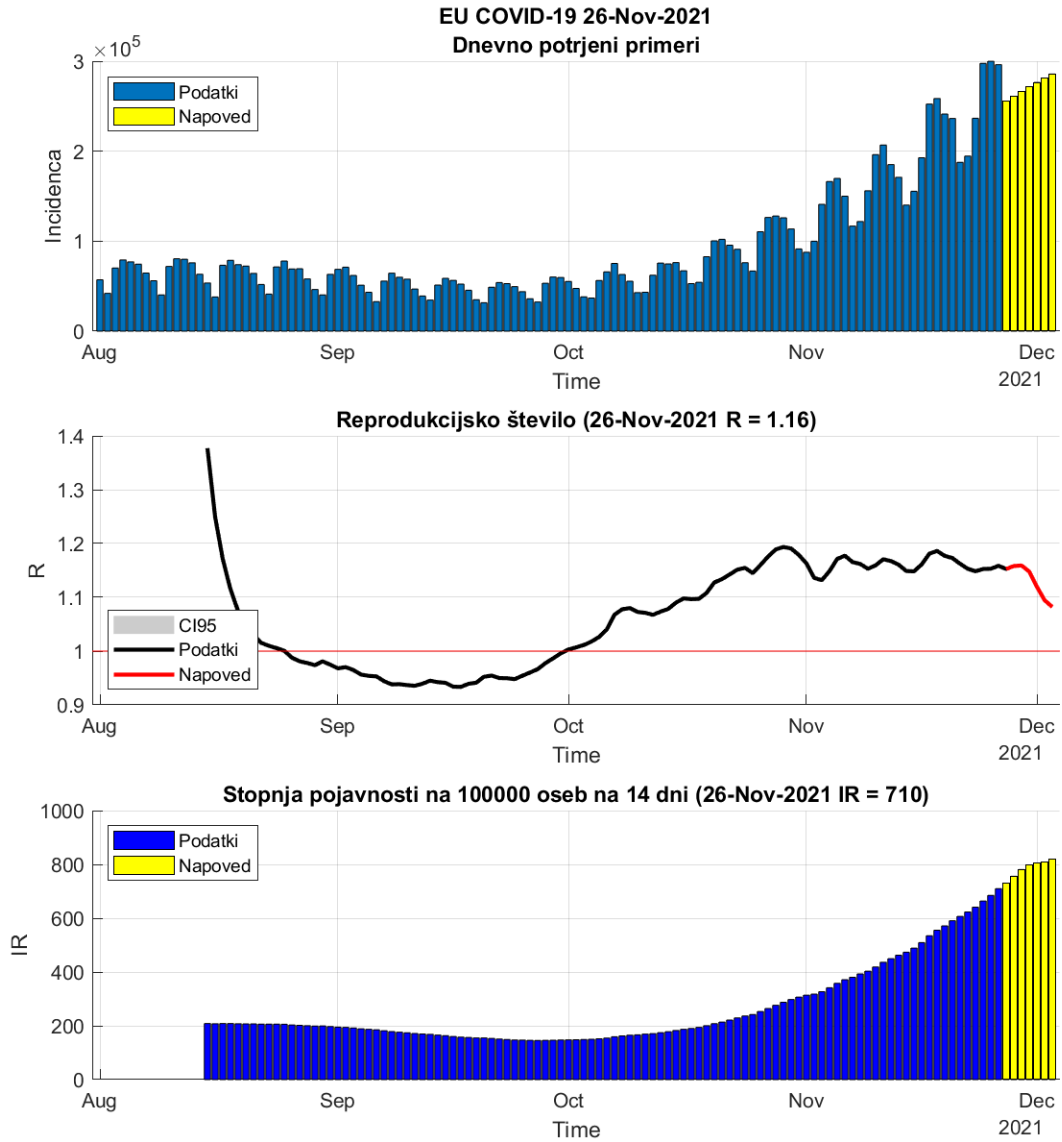 EU COVID-19 26-Nov-2021
Dnevno potrjeni primeri
×10^5
3
2
1
0
Incidenca
Podatki
Napoved
Aug
Sep
Oct
Nov
Dec
Time
2021
Reprodukcijsko število (26-Nov-2021 R = 1.16)
1.4
1.3
1.2
1.1
1
0.9
R
CI95
Podatki
Napoved
Aug
Sep
Oct
Nov
Dec
Time
2021
Stopnja pojavnosti na 100000 oseb na 14 dni (26-Nov-2021 IR = 710)
1000
800
600
400
200
0
IR
Podatki
Napoved
Aug
Sep
Oct
Nov
Dec
Time
2021